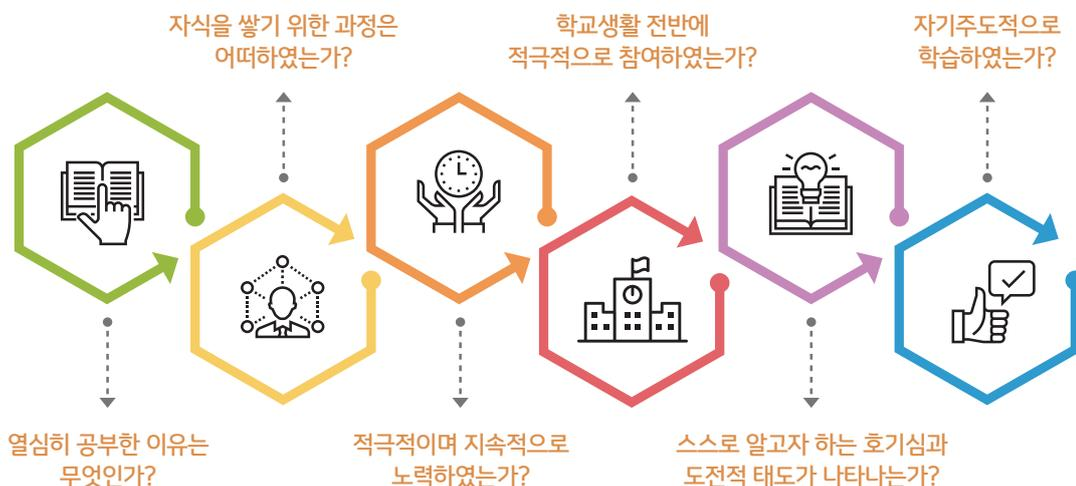 자식을 쌓기 위한 과정은
어떠하였는가?
학교생활 전반에
적극적으로 참여하였는가?
자기주도적으로
학습하였는가?
열심히 공부한 이유는
무엇인가?
적극적이며 지속적으로
노력하였는가?
스스로 알고자 하는 호기심과
도전적 태도가 나타나는가?